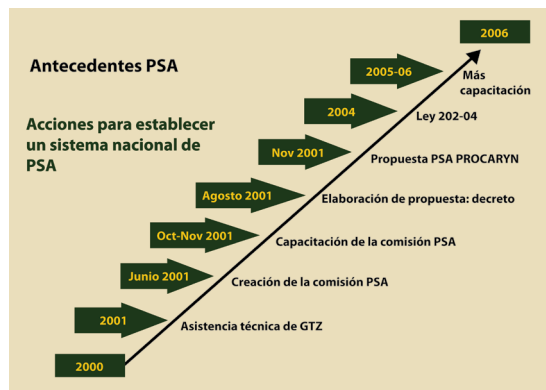 2006
Antecedentes PSA
2005-06
Más
capacitación
Acciones para establecer
un sistema nacional de
PSA
2004
Ley 202-04
Nov 2001
Propuesta PSA PROCARYN
Agosto 2001
Elaboración de propuesta: decreto
Oct-Nov 2001
Capacitación de la comisión PSA
Junio 2001
Creación de la comisión PSA
2001
Asistencia técnica de GTZ
2000